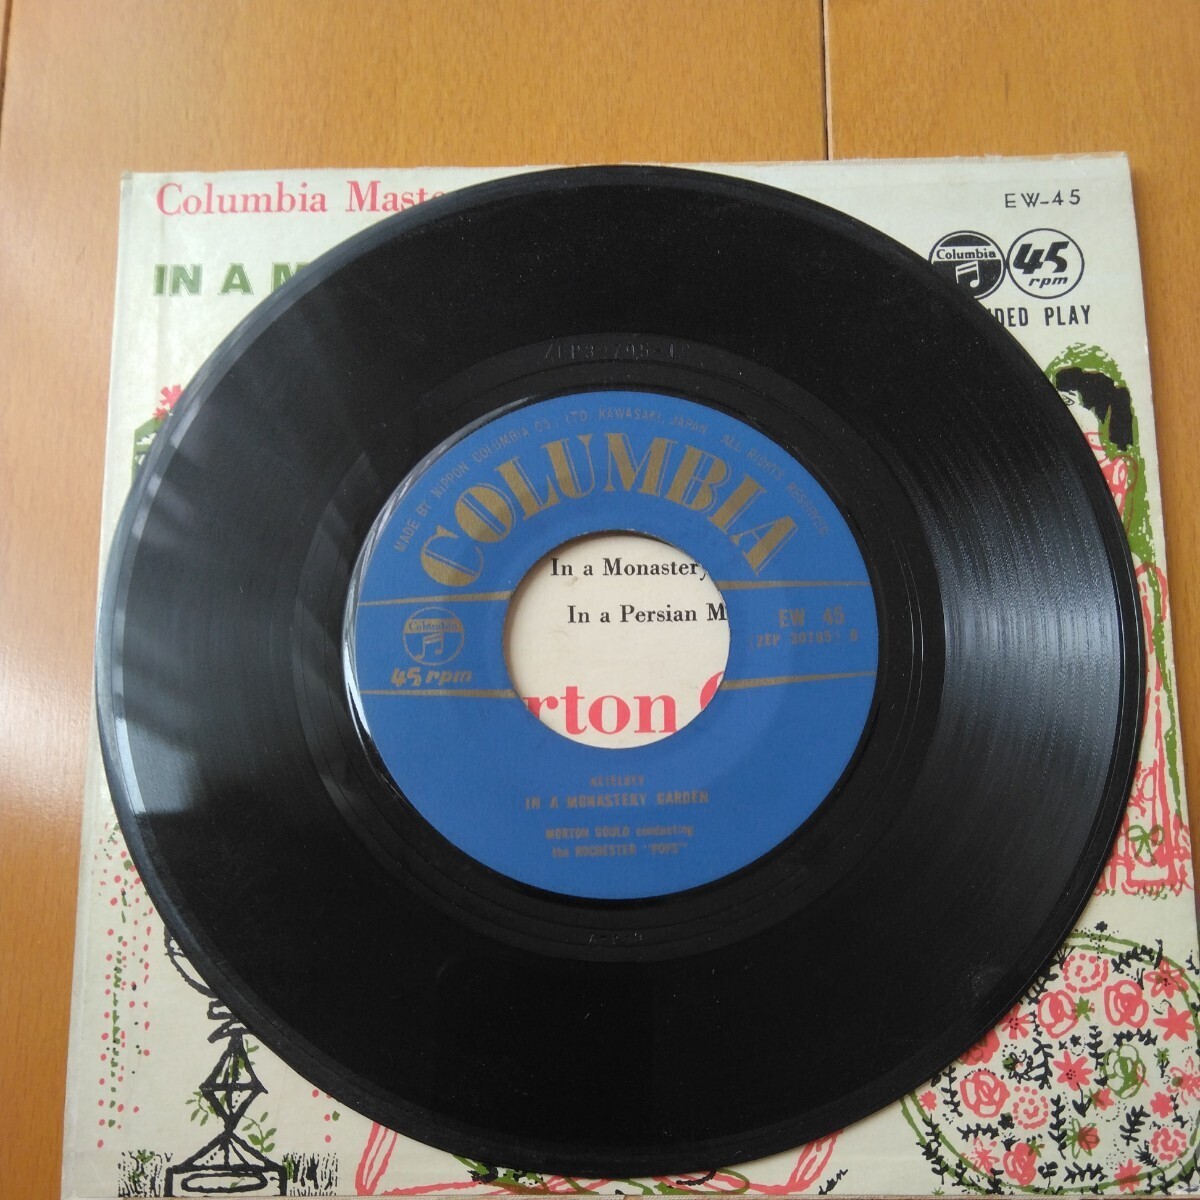 Columbia Maste
EW-45
IN A M
Columbia
45 rpm
DED PLAY
MADE BY NIPPON COLUMBIA CO., LTD. KAWASAKI, JAPAN ALL RIGHTS RESERVED
COLUMBIA
In a Monastery
In a Persian M
EW 45
Columbia
45 rpm
rton
KETELBEY
IN A MONASTERY GARDEN
MORTON GOULD conducting
the ROCHESTER "POPS"